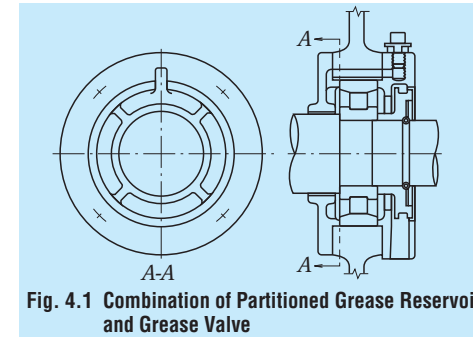 A
A
A-A
Fig. 4.1 Combination of Partitioned Grease Reservoi
and Grease Valve